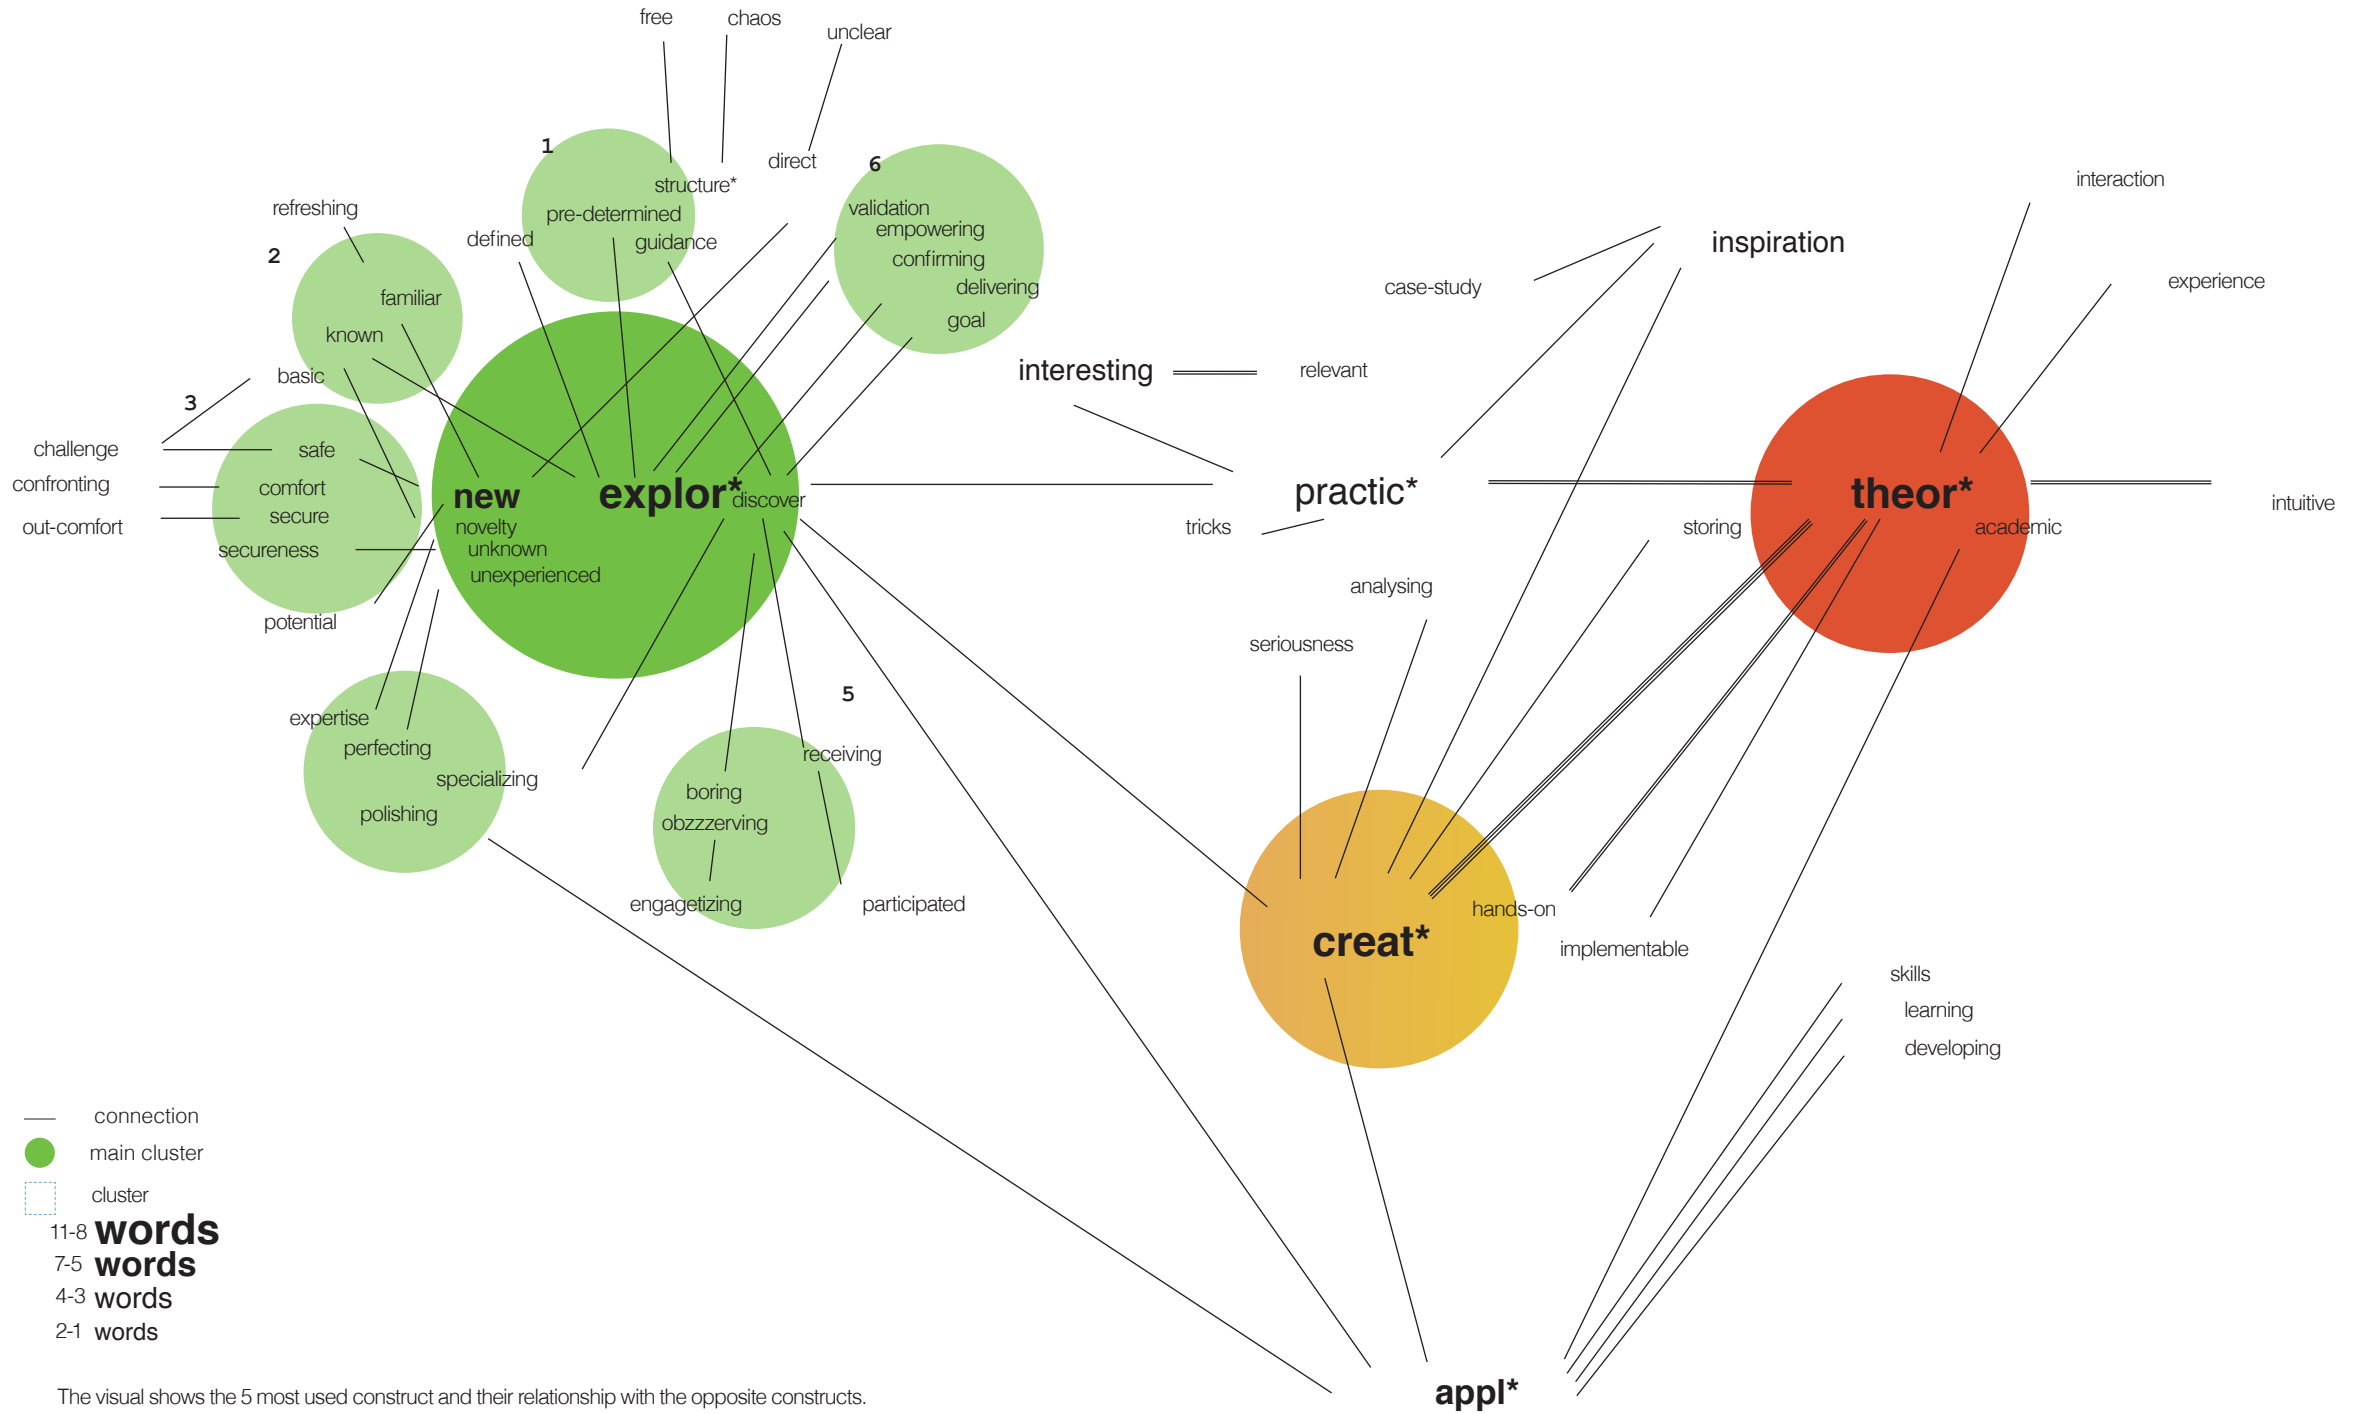 free
chaos
unclear
1
direct
6
structure*
refreshing
validation
pre-determined
empowering
defined
guidance
2
confirming
familiar
delivering
known
goal
basic
3
challenge
safe
confronting
comfort
secure
out-comfort
secureness
potential
new
explor*
discover
novelty
unknown
unexperienced
interaction
inspiration
experience
case-study
interesting
relevant
practic*
theor*
intuitive
tricks
storing
academic
analysing
seriousness
5
expertise
perfecting
receiving
specializing
boring
polishing
obzzzerving
engagetizing
participated
hands-on
creat*
implementable
skills
learning
developing
connection
main cluster
cluster
11-8 words
7-5 words
4-3 words
2-1 words
appl*
The visual shows the 5 most used construct and their relationship with the opposite constructs.